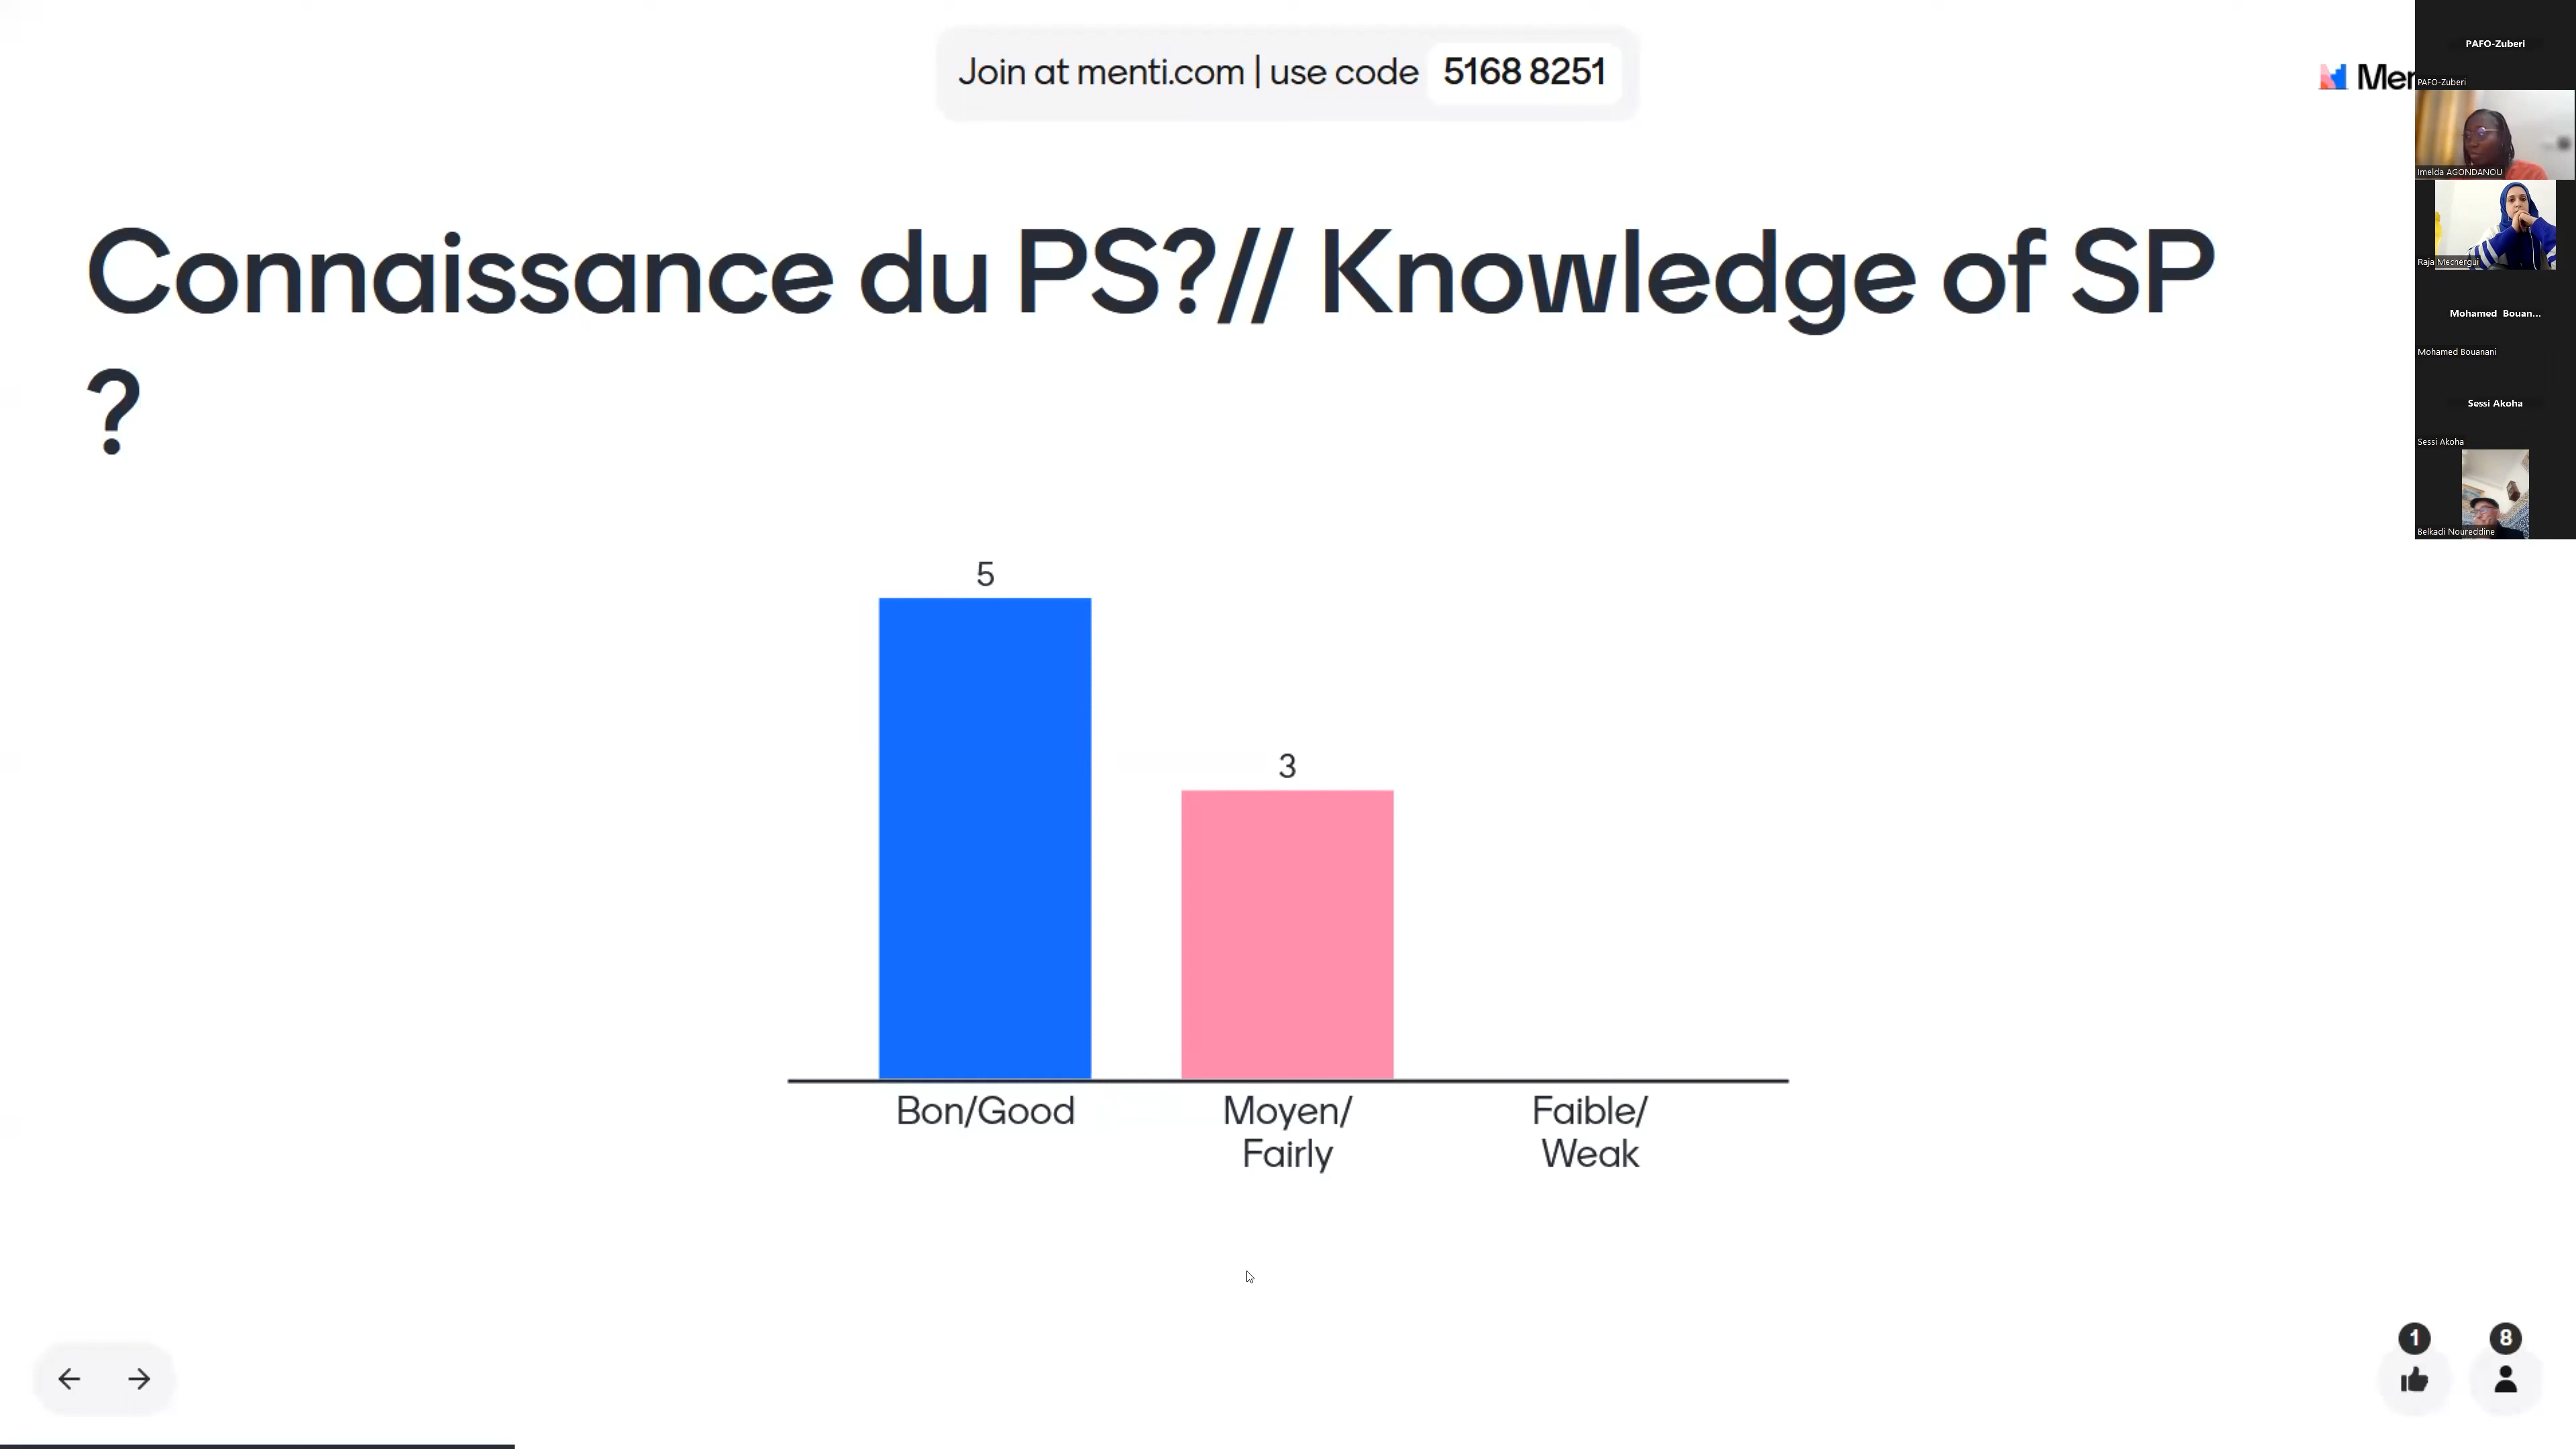 Join at menti.com | use code 5168 8251
Connaissance du PS?// Knowledge of SP
?
5
3
Bon/Good
Moyen/
Fairly
Faible/
Weak
1
8
PAFO-Zuberi
PAFO-Zuberi
Imelda AGONDANOU
Raja Mechergui
Mohamed Bouan...
Mohamed Bouanani
Sessi Akoha
Sessi Akoha
Belkadi Noureddine